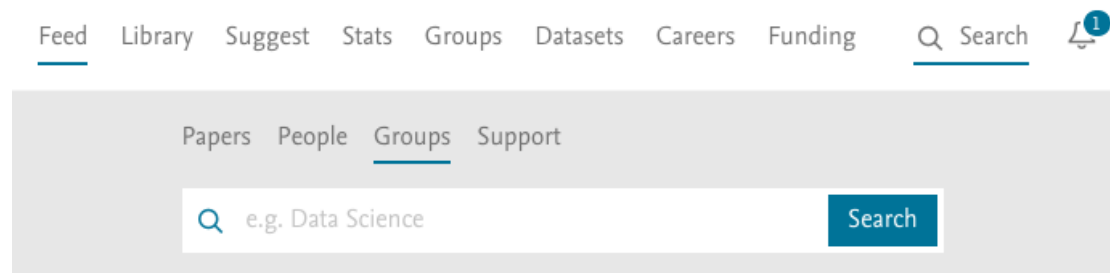 Feed Library Suggest Stats Groups Datasets Careers Funding Search 1
Papers People Groups Support
e.g. Data Science Search